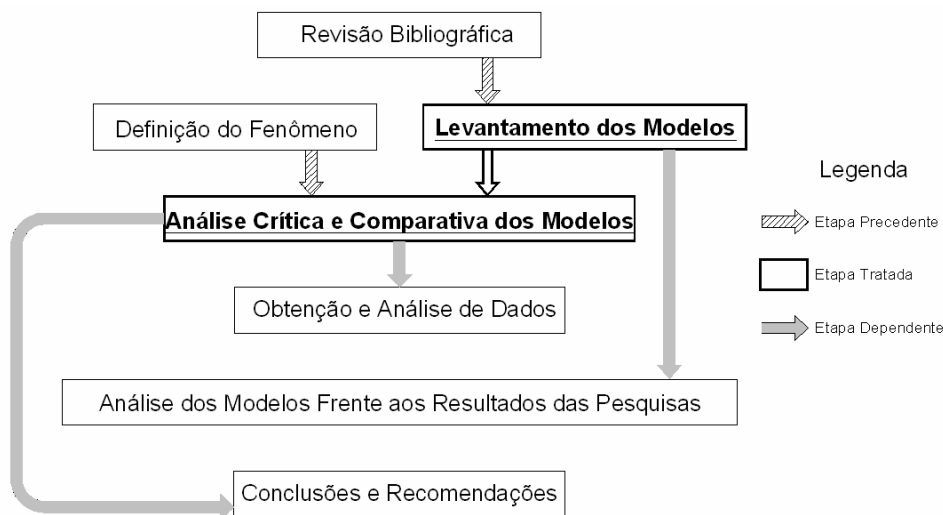 Revisão Bibliográfica
Definição do Fenômeno
Levantamento dos Modelos
Análise Crítica e Comparativa dos Modelos
Obtenção e Análise de Dados
Análise dos Modelos Frente aos Resultados das Pesquisas
Conclusões e Recomendações
Legenda
Etapa Precedente
Etapa Tratada
Etapa Dependente